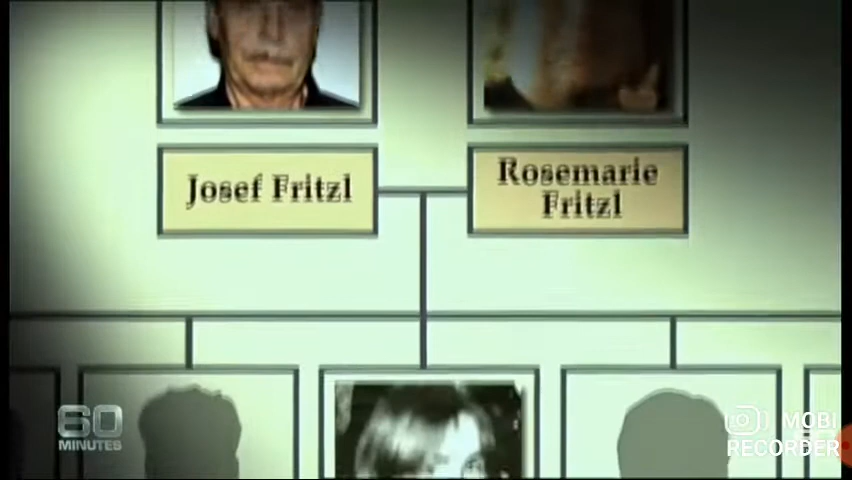 Josef Fritzl
Rosemarie
Fritzl
60
MINUTES
MOBI
RECORDER